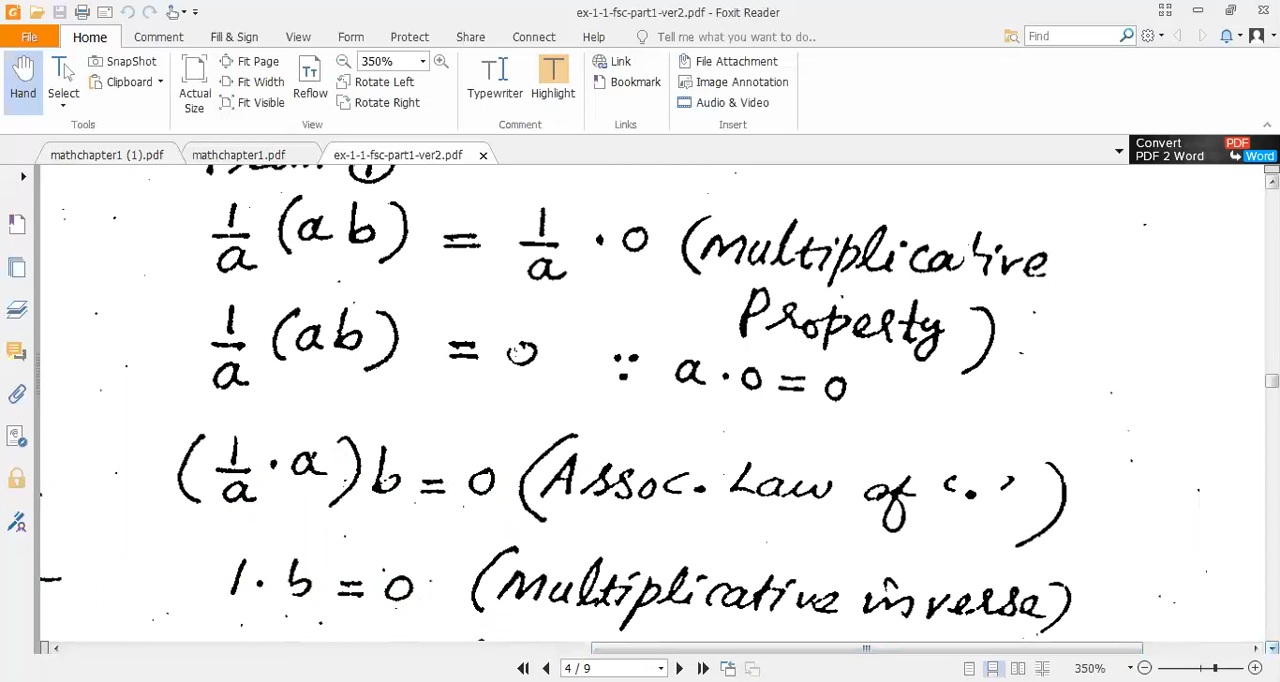 ex-1-1-fsc-part1-ver2.pdf - Foxit Reader
File Home Comment Fill & Sign View Form Protect Share Connect Help Tell me what you want to do.. Find
Hand Select SnapShot Clipboard Actual Size Fit Page Fit Width Fit Visible Reflow 350% Rotate Left Rotate Right Typewriter Highlight Link Bookmark File Attachment Image Annotation Audio & Video
Tools View Comment Links Insert
mathchapter1 (1).pdf mathchapter1.pdf ex-1-1-fsc-part1-ver2.pdf
Convert PDF
PDF 2 Word Word
1/a (ab) = 1/a · 0 (Multiplicative
Property)
1/a (ab) = 0 ∵ a · 0 = 0
(1/a · a) b = 0 (Assoc. Law of '.')
1 · b = 0 (Multiplicative inverse)
4 / 9 350%